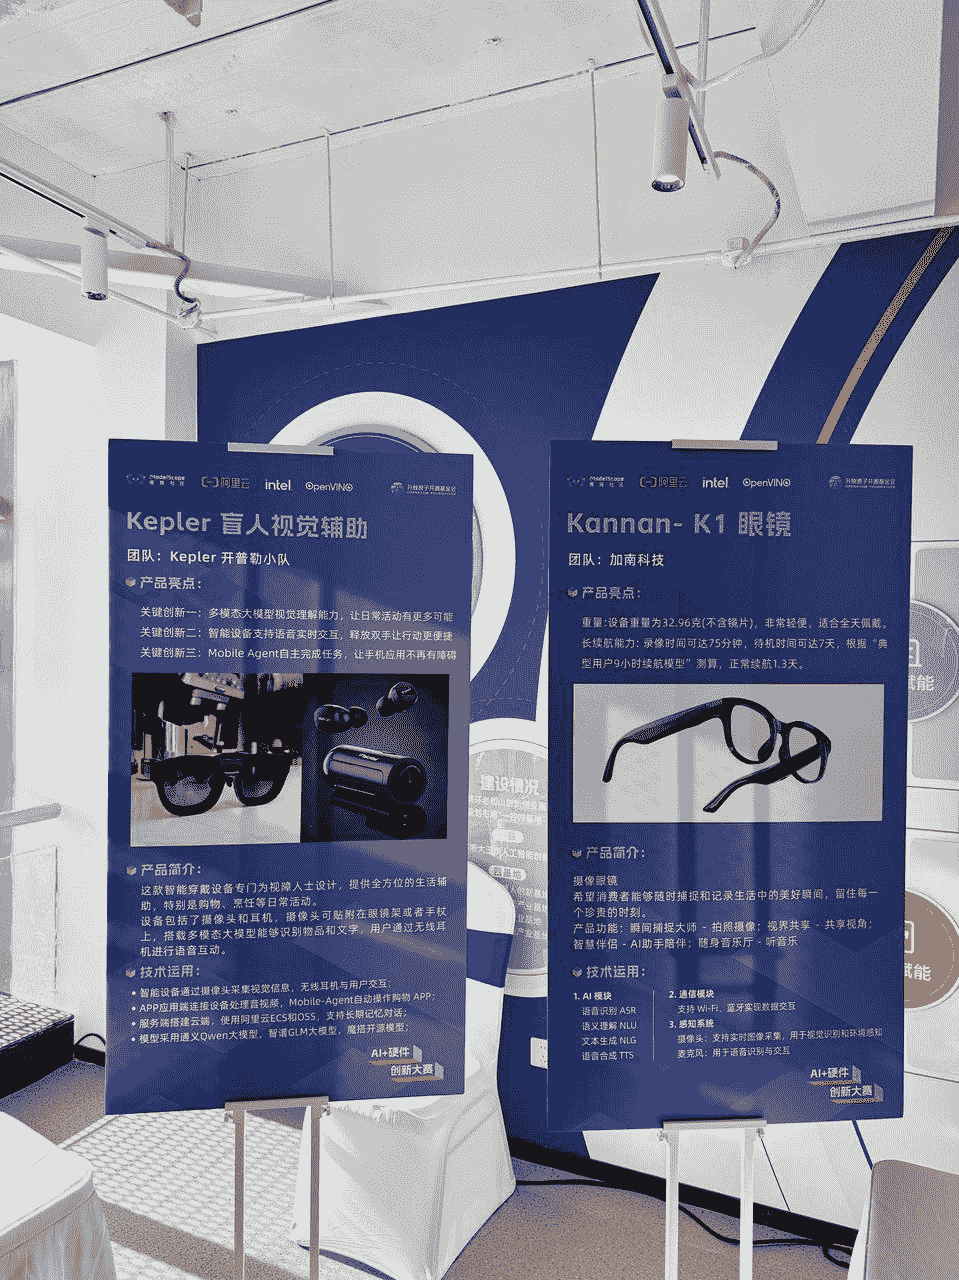 ModelScope
魔搭社区
阿里云
intel.
OpenVINO
开放原子开源基金会
OPENATOM FOUNDATION
Kepler 盲人视觉辅助
团队：Kepler 开普勒小队
产品亮点：
关键创新一：多模态大模型视觉理解能力，让日常活动有更多可能
关键创新二：智能设备支持语音实时交互，释放双手让行动更便捷
关键创新三：Mobile Agent自主完成任务，让手机应用不再有障碍
产品简介：
这款智能穿戴设备专门为视障人士设计，提供全方位的生活辅
助，特别是购物、烹饪等日常活动。
设备包括了摄像头和耳机，摄像头可贴附在眼镜架或者手杖
上，搭载多模态大模型能够识别物品和文字，用户通过无线耳
机进行语音互动。
技术运用：
• 智能设备通过摄像头采集视觉信息，无线耳机与用户交互；
• APP应用端连接设备处理音视频，Mobile-Agent自动操作购物 APP；
• 服务端搭建云端，使用阿里云ECS和OSS，支持长期记忆对话；
• 模型采用通义Qwen大模型，智谱GLM大模型，魔搭开源模型；
AI+硬件
创新大赛
ModelScope
魔搭社区
阿里云
intel.
OpenVINO
开放原子开源基金会
OPENATOM FOUNDATION
Kannan- K1 眼镜
团队：加南科技
产品亮点：
重量:设备重量为32.96克(不含镜片)，非常轻便，适合全天佩戴。
长续航能力: 录像时间可达75分钟，待机时间可达7天，根据“典
型用户9小时续航模型”测算，正常续航1.3天。
产品简介：
摄像眼镜
希望消费者能够随时捕捉和记录生活中的美好瞬间，留住每一
个珍贵的时刻。
产品功能：瞬间捕捉大师 - 拍照摄像；视界共享 - 共享视角；
智慧伴侣 - AI助手陪伴；随身音乐厅 - 听音乐
技术运用：
1. AI 模块
语音识别 ASR
语义理解 NLU
文本生成 NLG
语音合成 TTS
2. 通信模块
支持 Wi-Fi、蓝牙实现数据交互
3. 感知系统
摄像头：支持实时图像采集，用于视觉识别和环境感知
麦克风：用于语音识别与交互
AI+硬件
创新大赛
建设情况
四基地
赋能
赋能